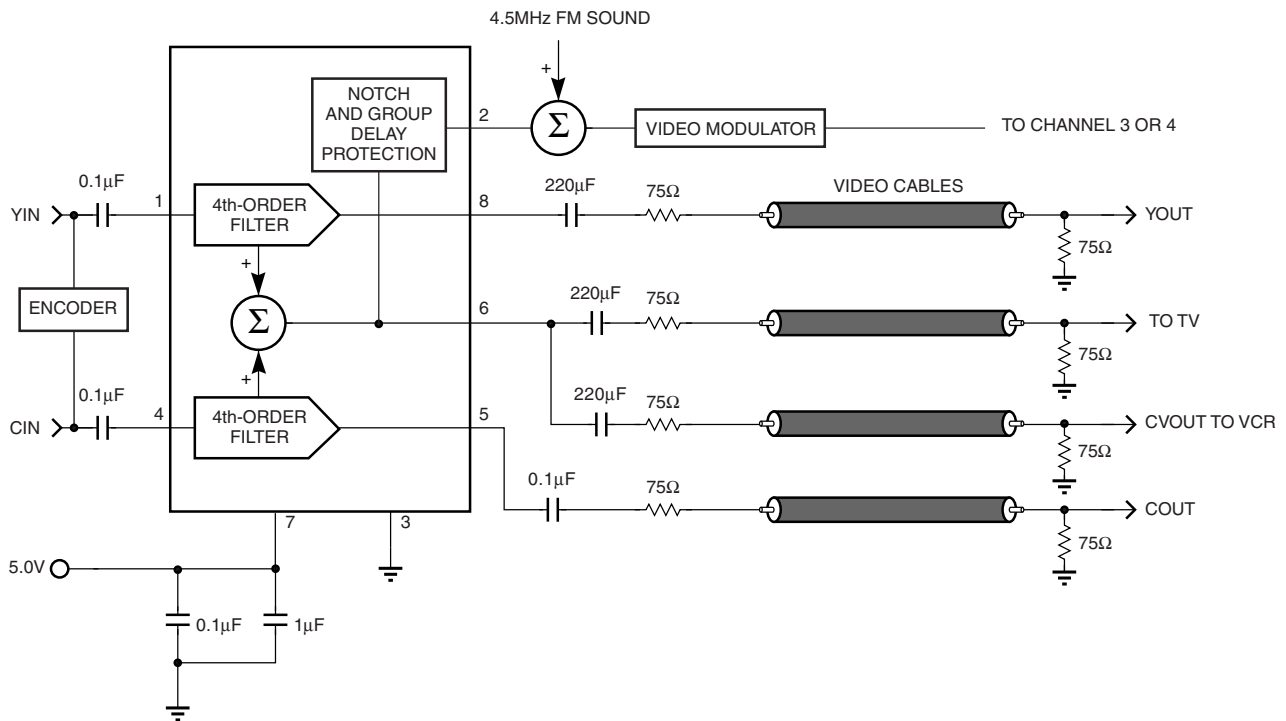 4.5MHz FM SOUND
+
NOTCH
AND GROUP
DELAY
PROTECTION
2
Σ
VIDEO MODULATOR
TO CHANNEL 3 OR 4
0.1µF
220µF
75Ω
VIDEO CABLES
YIN
1
4th-ORDER
FILTER
8
YOUT
75Ω
+
ENCODER
Σ
6
220µF
75Ω
TO TV
75Ω
+
0.1µF
220µF
75Ω
CIN
4
4th-ORDER
FILTER
5
CVOUT TO VCR
75Ω
0.1µF
75Ω
COUT
75Ω
7
3
5.0V
0.1µF
1µF